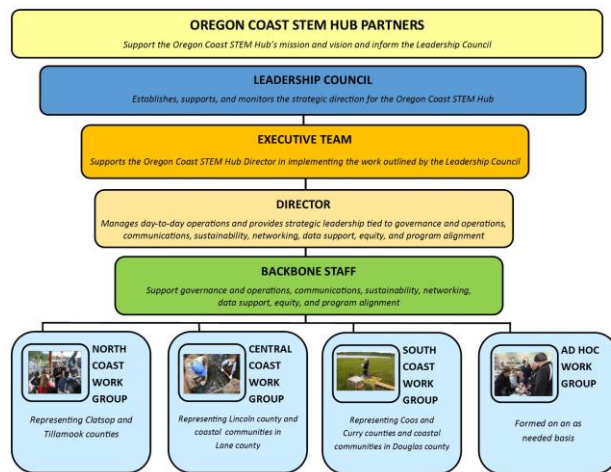 OREGON COAST STEM HUB PARTNERS
Support the Oregon Coast STEM Hub's mission and vision and inform the Leadership Council
LEADERSHIP COUNCIL
Establishes, supports, and monitors the strategic direction for the Oregon Coast STEM Hub
EXECUTIVE TEAM
Supports the Oregon Coast STEM Hub Director in implementing the work outlined by the Leadership Council
DIRECTOR
Manages day-to-day operations and provides strategic leadership tied to governance and operations,
communications, sustainability, networking, data support, equity, and program alignment
BACKBONE STAFF
Support governance and operations, communications, sustainability, networking,
data support, equity, and program alignment
NORTH
COAST
WORK
GROUP
Representing Clatsop and
Tillamook counties
CENTRAL
COAST
WORK
GROUP
Representing Lincoln county and
coastal communities in
Lane county
SOUTH
COAST
WORK
GROUP
Representing Coos and
Curry counties and coastal
communities in Douglas county
AD HOC
WORK
GROUP
Formed on an as
needed basis